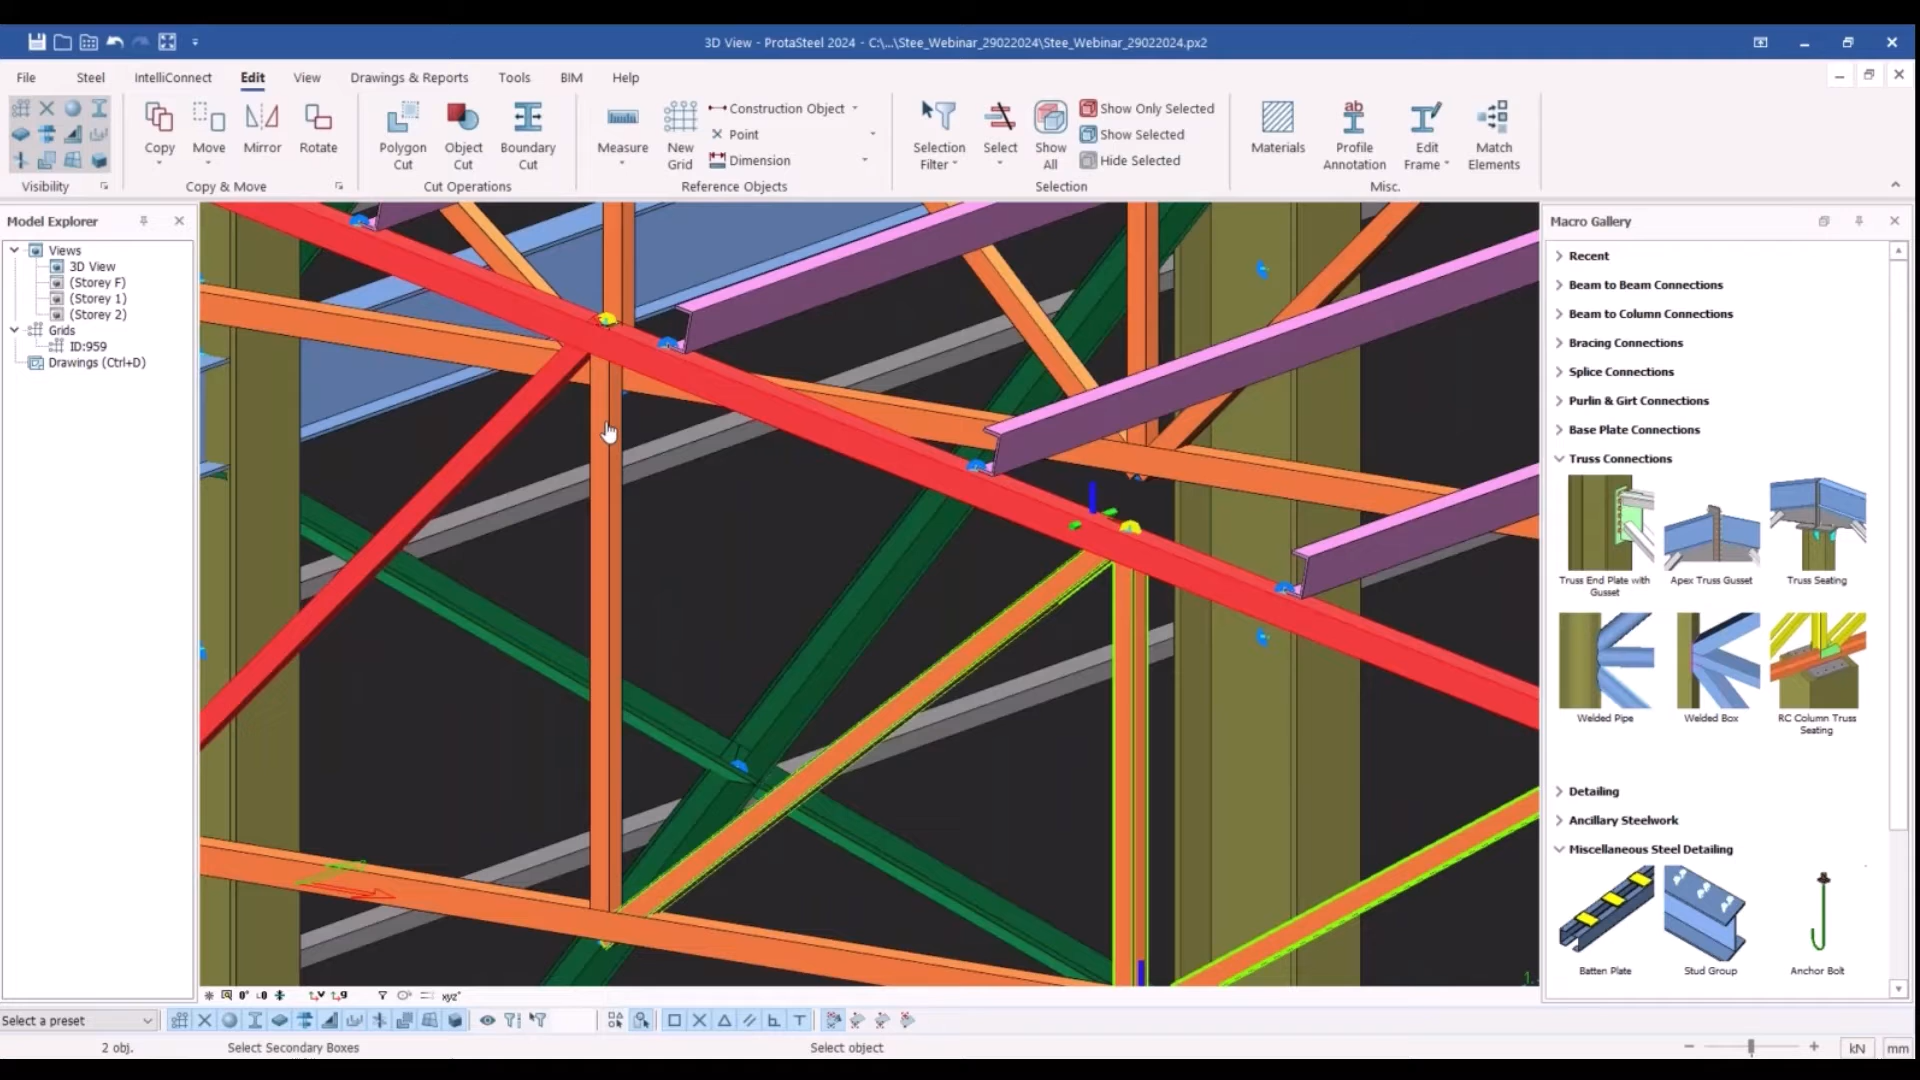 3D View - ProtaSteel 2024 - C:\...\Stee_Webinar_29022024\Stee_Webinar_29022024.px2
File Steel IntelliConnect Edit View Drawings & Reports Tools BIM Help
Copy Move Mirror Rotate
Polygon Cut Object Cut Boundary Cut
Measure New Grid
Construction Object
Point
Dimension
Selection Filter Select Show All
Show Only Selected
Show Selected
Hide Selected
Materials Profile Annotation Edit Frame Match Elements
Visibility Copy & Move Cut Operations Reference Objects Selection Misc.
Model Explorer
Views
3D View
(Storey F)
(Storey 1)
(Storey 2)
Grids
ID:959
Drawings (Ctrl+D)
Macro Gallery
Recent
Beam to Beam Connections
Beam to Column Connections
Bracing Connections
Splice Connections
Purlin & Girt Connections
Base Plate Connections
Truss Connections
Truss End Plate with Gusset
Apex Truss Gusset
Truss Seating
Welded Pipe
Welded Box
RC Column Truss Seating
Detailing
Ancillary Steelwork
Miscellaneous Steel Detailing
Batten Plate
Stud Group
Anchor Bolt
Select a preset
2 obj.
Select Secondary Boxes
Select object
kN
mm